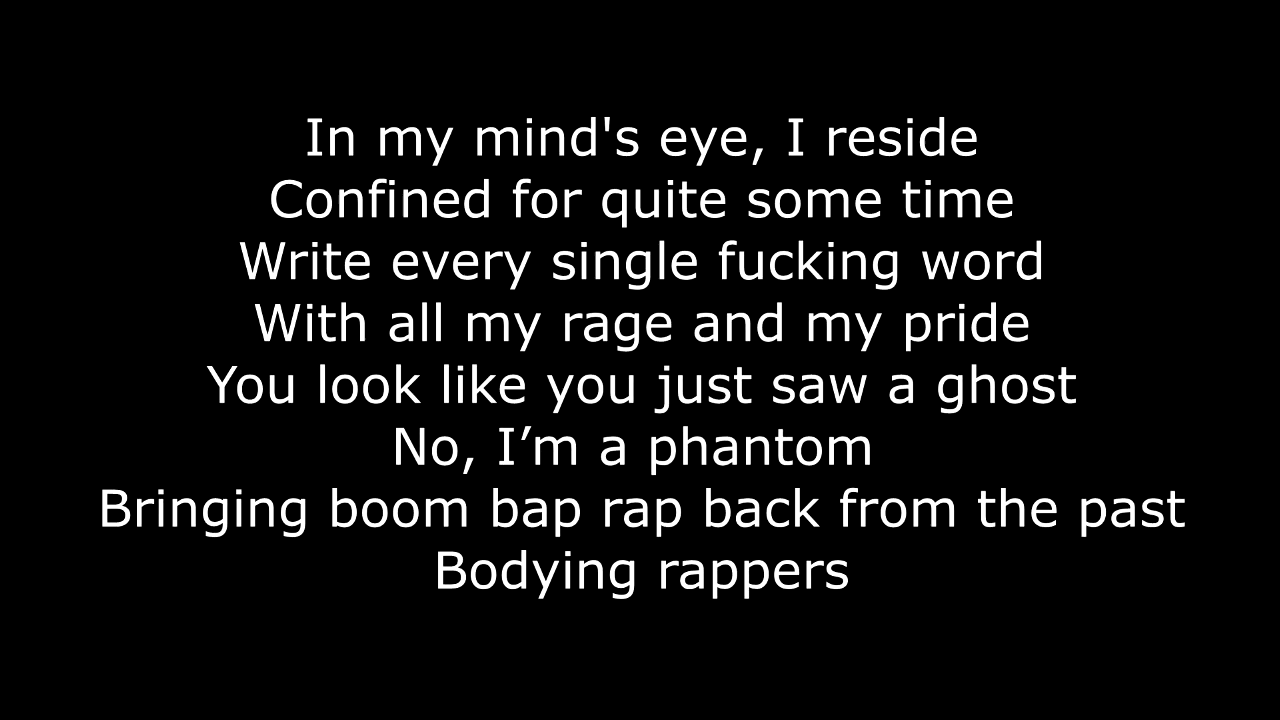 In my mind's eye, I reside
Confined for quite some time
Write every single fucking word
With all my rage and my pride
You look like you just saw a ghost
No, I’m a phantom
Bringing boom bap rap back from the past
Bodying rappers